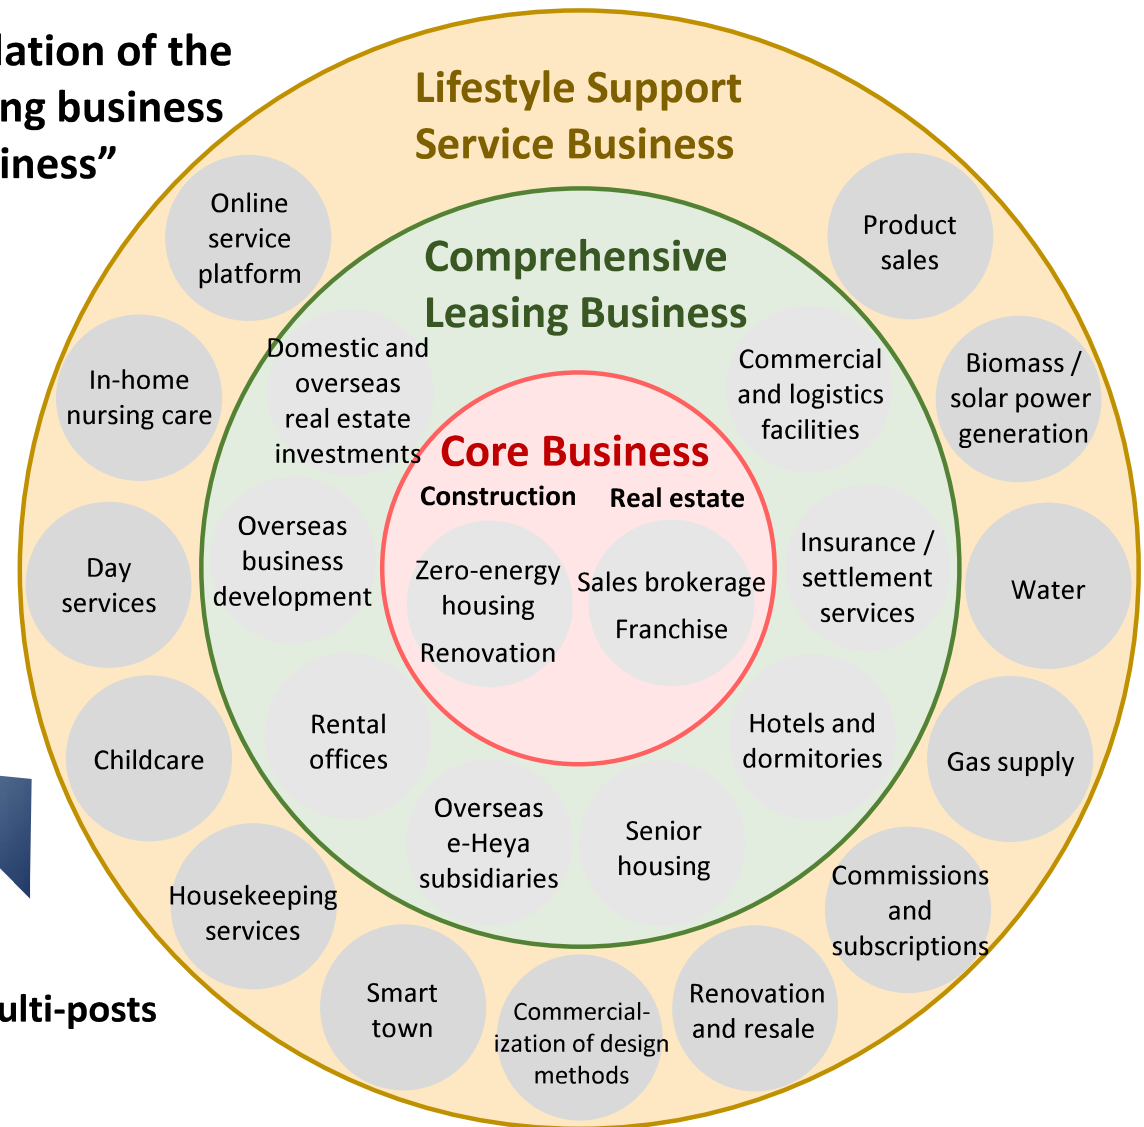 lation of the
ng business
iness”
Lifestyle Support
Service Business
Online
service
platform
Product
sales
Comprehensive
Leasing Business
In-home
nursing care
Domestic and
overseas
real estate
investments
Commercial
and logistics
facilities
Biomass /
solar power
generation
Core Business
Construction
Real estate
Zero-energy
housing
Renovation
Sales brokerage
Franchise
Day
services
Overseas
business
development
Insurance /
settlement
services
Water
Childcare
Rental
offices
Hotels and
dormitories
Gas supply
Overseas
e-Heya
subsidiaries
Senior
housing
Housekeeping
services
Commissions
and
subscriptions
Smart
town
Commercial-
ization of design
methods
Renovation
and resale
ulti-posts